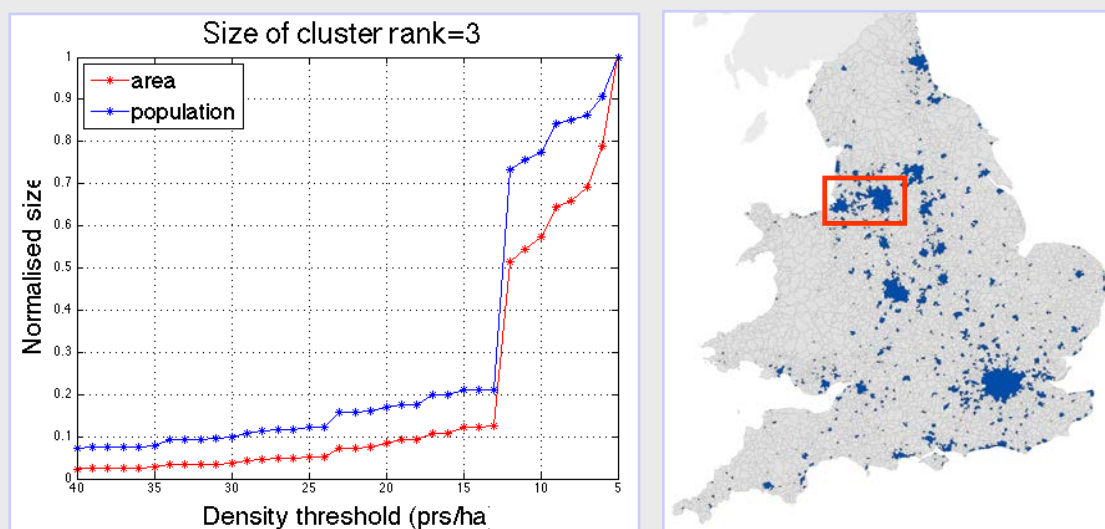 Size of cluster rank=3
area
population
1
0.9
0.8
0.7
0.6
0.5
0.4
0.3
0.2
0.1
0
40 35 30 25 20 15 10 5
Normalised size
Density threshold (prs/ha